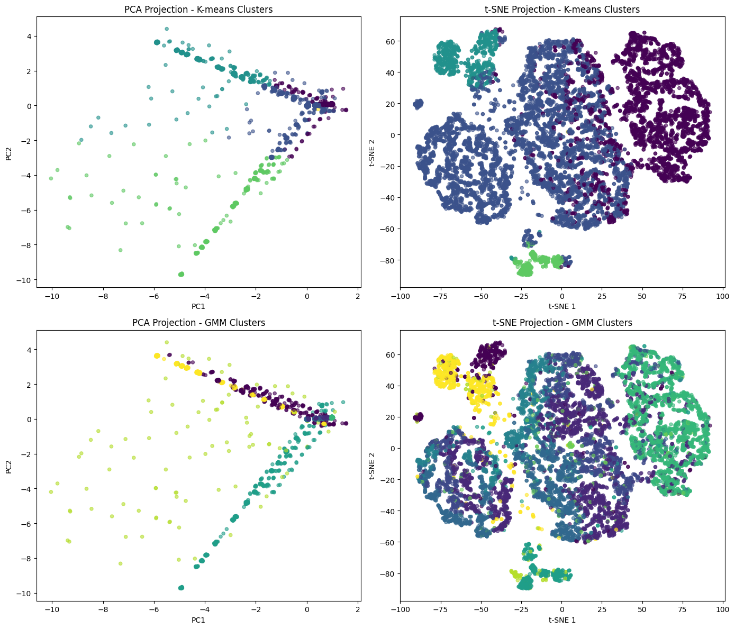 PCA Projection - K-means Clusters
4
2
0
−2
−4
−6
−8
−10
PC2
−10 −8 −6 −4 −2 0 2
PC1
t-SNE Projection - K-means Clusters
60
40
20
0
−20
−40
−60
−80
t-SNE 2
−100 −75 −50 −25 0 25 50 75 100
t-SNE 1
PCA Projection - GMM Clusters
4
2
0
−2
−4
−6
−8
−10
PC2
−10 −8 −6 −4 −2 0 2
PC1
t-SNE Projection - GMM Clusters
60
40
20
0
−20
−40
−60
−80
t-SNE 2
−100 −75 −50 −25 0 25 50 75 100
t-SNE 1